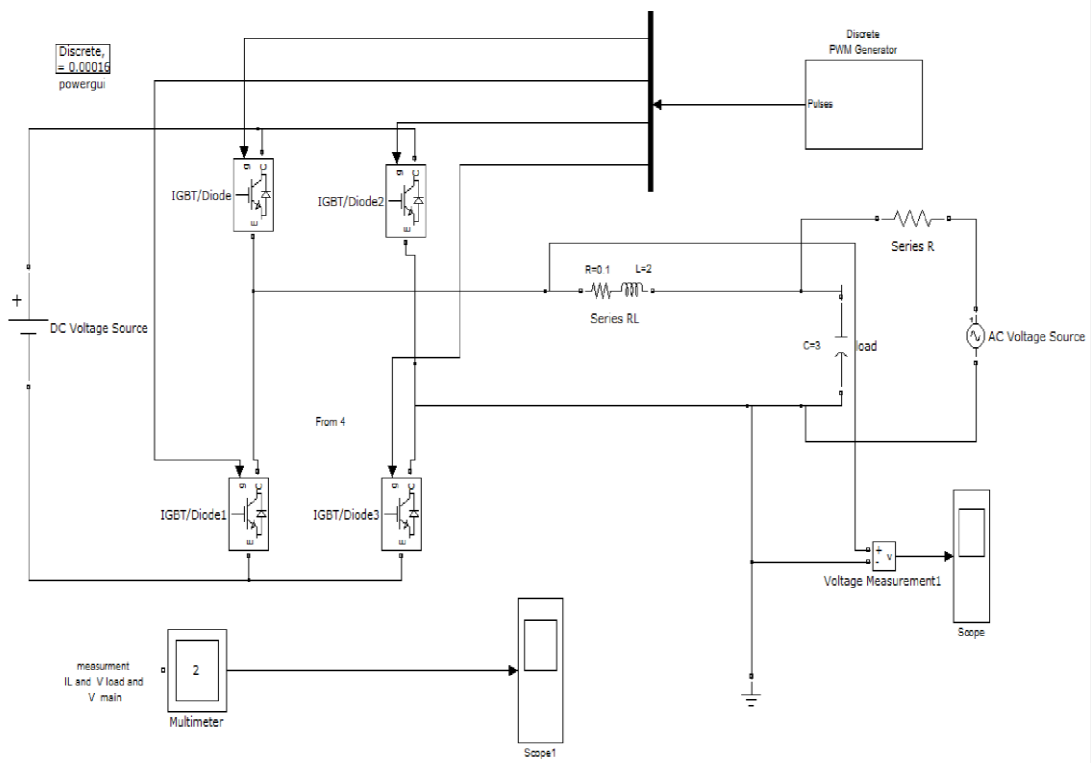 Discrete,
= 0.00016
powergui
Discrete
PWM Generator
Pulses
g C
IGBT/Diode
E
g C
IGBT/Diode2
E
Series R
R=0.1 L=2
Series RL
+
DC Voltage Source
C=3 load
AC Voltage Source
From 4
g C
IGBT/Diode1
E
g C
IGBT/Diode3
E
+
-
v
Voltage Measurement1
Scope
measurment
IL and V load and
V main
2
Multimeter
Scope1